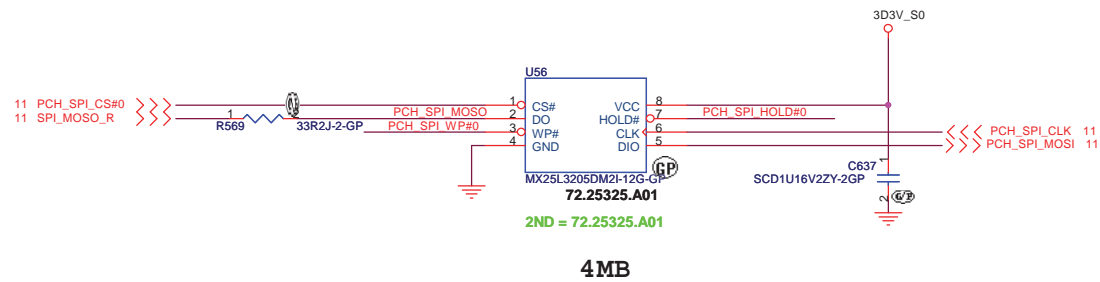 3D3V_S0
U56
11 PCH_SPI_CS#0 1 CS# VCC 8
PCH_SPI_MOSO PCH_SPI_HOLD#0
11 SPI_MOSO_R 1 2 DO HOLD# 7
R569 33R2J-2-GP PCH_SPI_WP#0 3 WP# CLK 6 PCH_SPI_CLK 11
4 GND DIO 5 PCH_SPI_MOSI 11
GP
MX25L3205DM2I-12G-GP
72.25325.A01
2ND = 72.25325.A01
1
C637
SCD1U16V2ZY-2GP
2
4MB